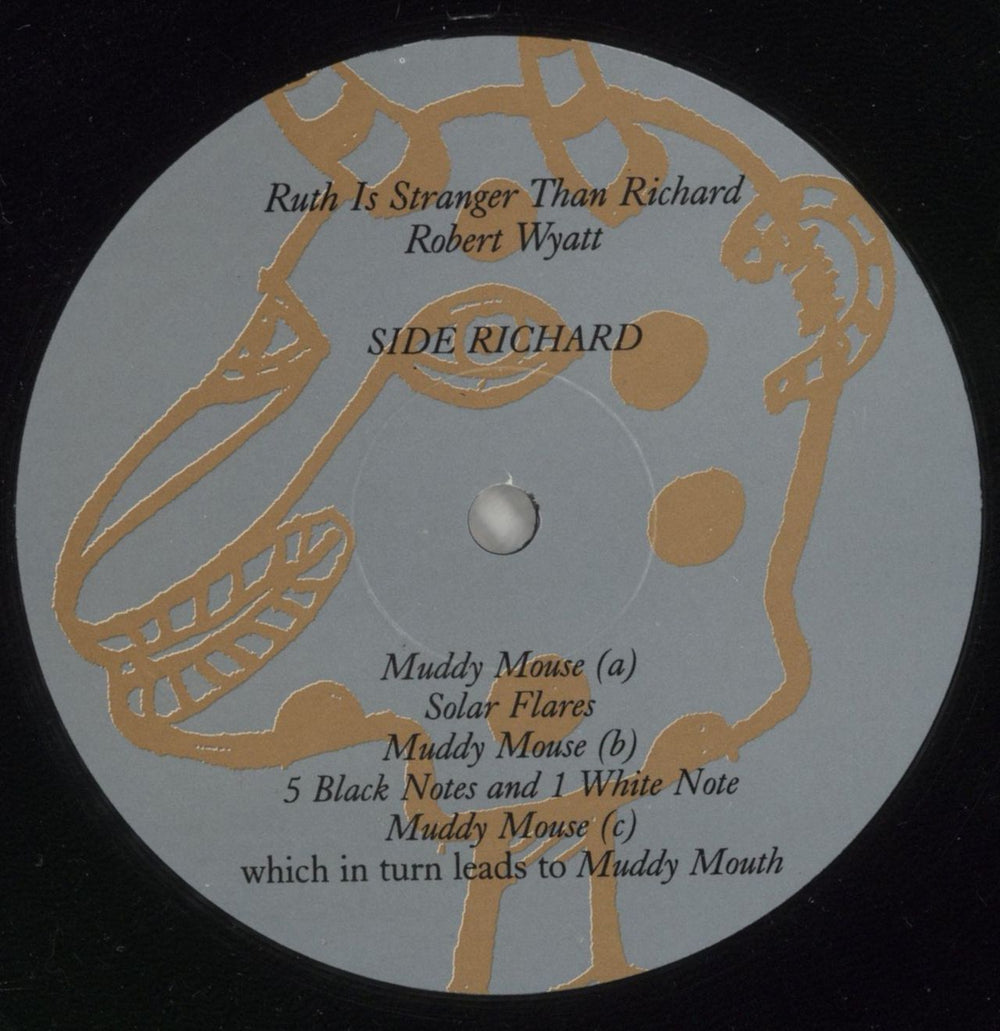 Ruth Is Stranger Than Richard
Robert Wyatt
SIDE RICHARD
Muddy Mouse (a)
Solar Flares
Muddy Mouse (b)
5 Black Notes and 1 White Note
Muddy Mouse (c)
which in turn leads to Muddy Mouth